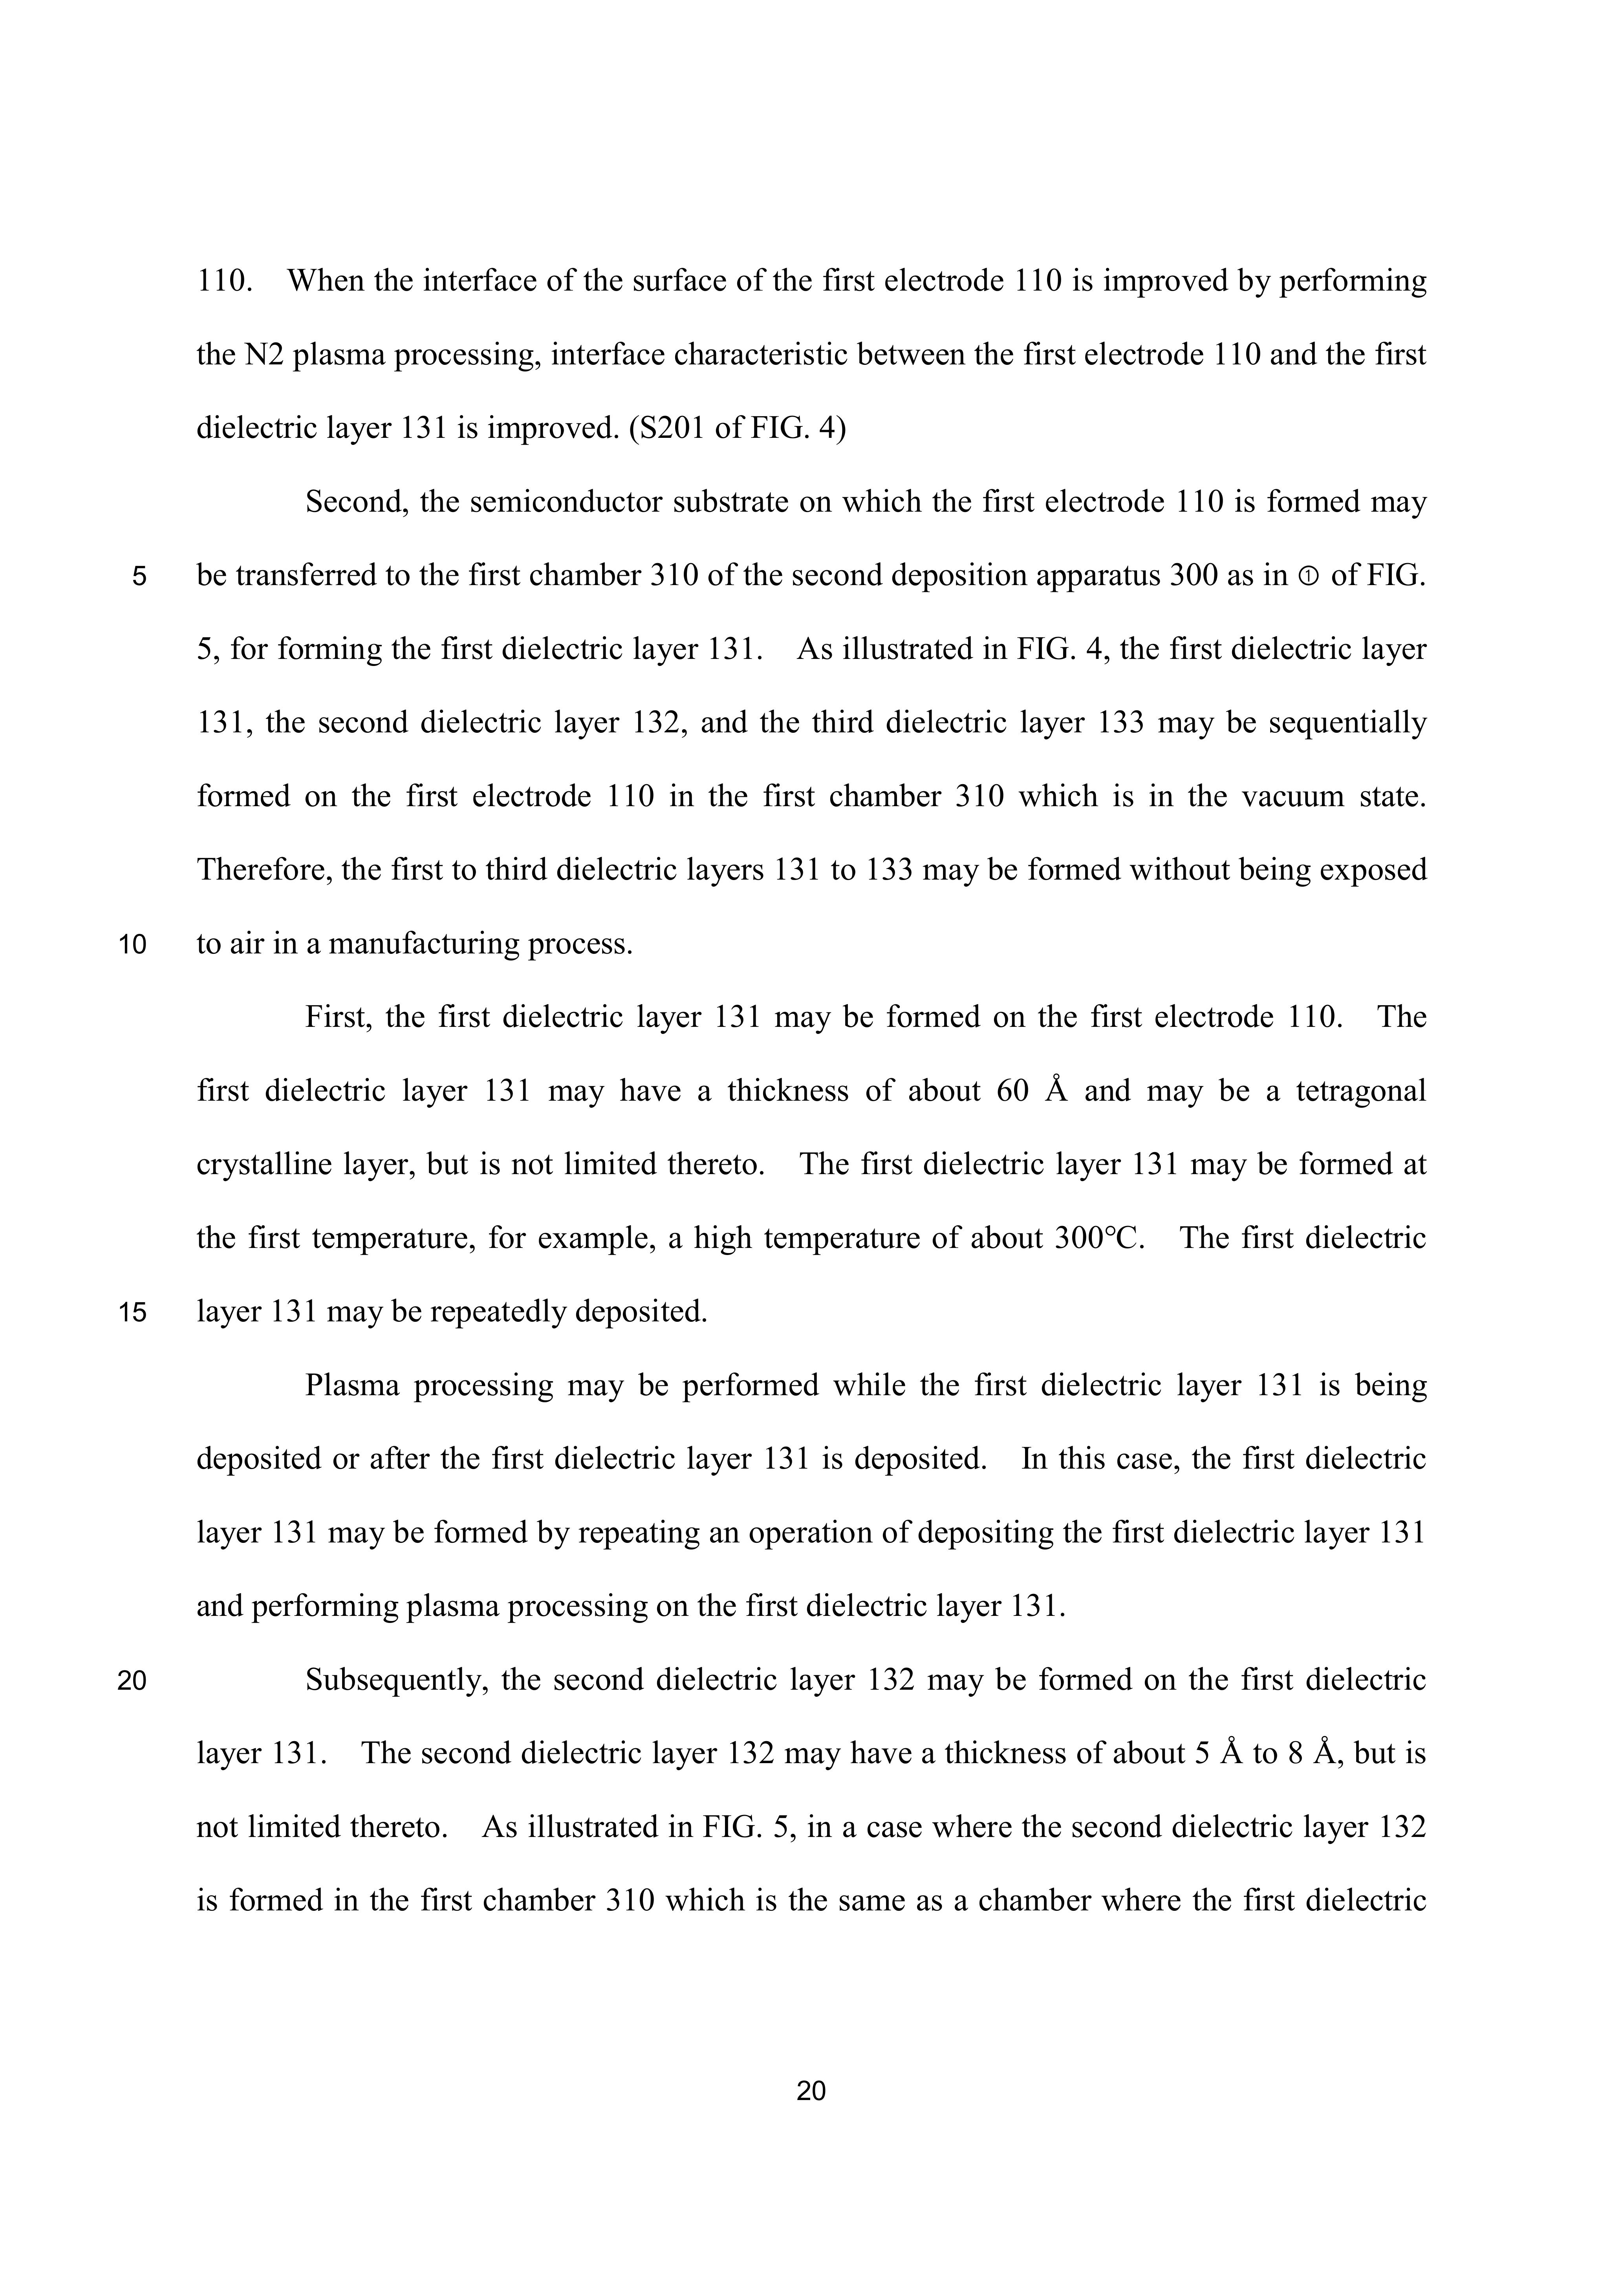 110. When the interface of the surface of the first electrode 110 is improved by performing
the N2 plasma processing, interface characteristic between the first electrode 110 and the first
dielectric layer 131 is improved. (S201 of FIG. 4)
Second, the semiconductor substrate on which the first electrode 110 is formed may
5 be transferred to the first chamber 310 of the second deposition apparatus 300 as in ① of FIG.
5, for forming the first dielectric layer 131. As illustrated in FIG. 4, the first dielectric layer
131, the second dielectric layer 132, and the third dielectric layer 133 may be sequentially
formed on the first electrode 110 in the first chamber 310 which is in the vacuum state.
Therefore, the first to third dielectric layers 131 to 133 may be formed without being exposed
10 to air in a manufacturing process.
First, the first dielectric layer 131 may be formed on the first electrode 110. The
first dielectric layer 131 may have a thickness of about 60 Å and may be a tetragonal
crystalline layer, but is not limited thereto. The first dielectric layer 131 may be formed at
the first temperature, for example, a high temperature of about 300℃. The first dielectric
15 layer 131 may be repeatedly deposited.
Plasma processing may be performed while the first dielectric layer 131 is being
deposited or after the first dielectric layer 131 is deposited. In this case, the first dielectric
layer 131 may be formed by repeating an operation of depositing the first dielectric layer 131
and performing plasma processing on the first dielectric layer 131.
20 Subsequently, the second dielectric layer 132 may be formed on the first dielectric
layer 131. The second dielectric layer 132 may have a thickness of about 5 Å to 8 Å, but is
not limited thereto. As illustrated in FIG. 5, in a case where the second dielectric layer 132
is formed in the first chamber 310 which is the same as a chamber where the first dielectric
20